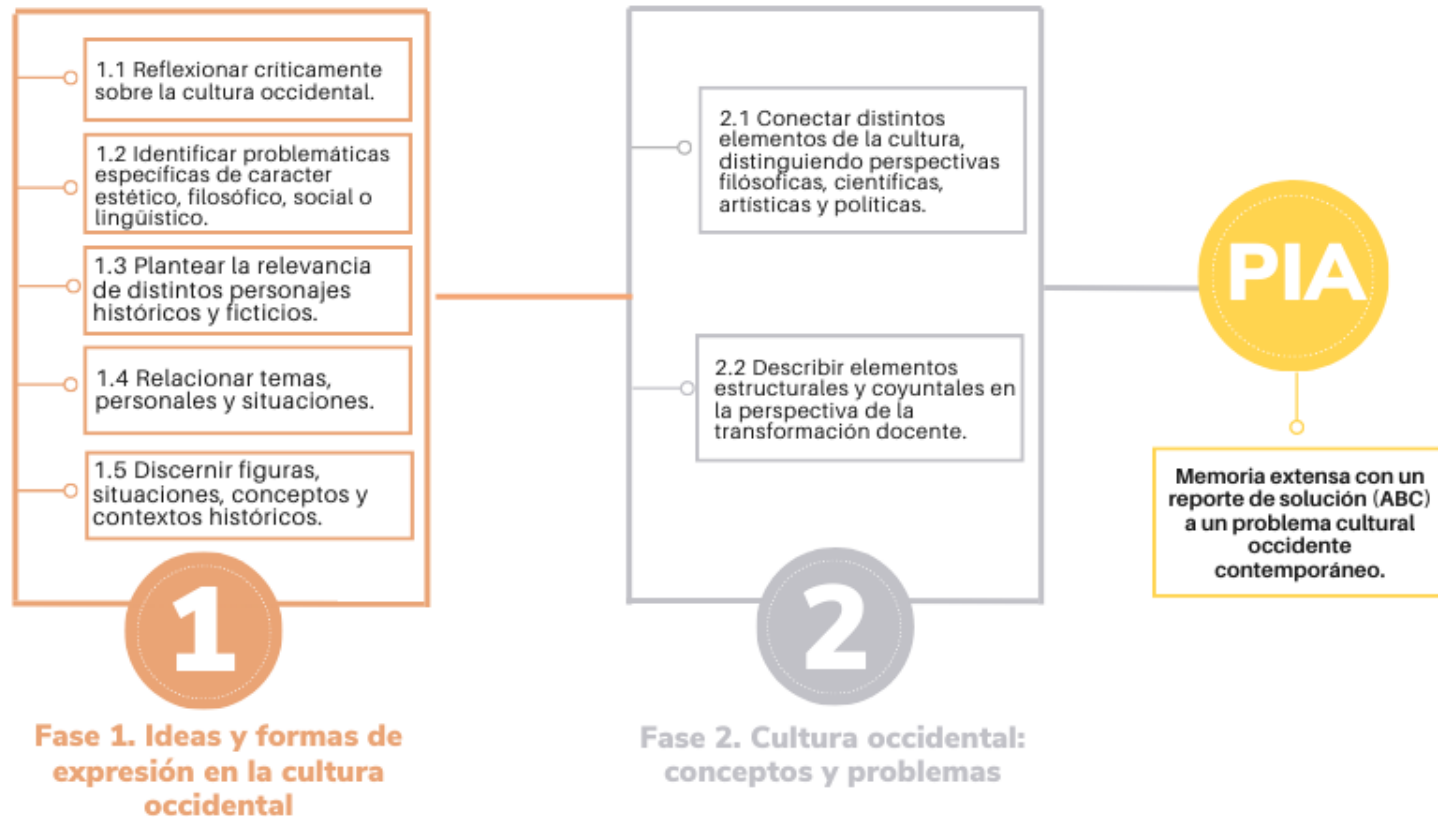 1.1 Reflexionar críticamente
sobre la cultura occidental.
1.2 Identificar problemáticas
específicas de caracter
estético, filosófico, social o
lingüístico.
1.3 Plantear la relevancia
de distintos personajes
históricos y ficticios.
1.4 Relacionar temas,
personales y situaciones.
1.5 Discernir figuras,
situaciones, conceptos y
contextos históricos.
1
Fase 1. Ideas y formas de
expresión en la cultura
occidental
2.1 Conectar distintos
elementos de la cultura,
distinguiendo perspectivas
filósoficas, científicas,
artísticas y políticas.
2.2 Describir elementos
estructurales y coyuntales en
la perspectiva de la
transformación docente.
2
Fase 2. Cultura occidental:
conceptos y problemas
PIA
Memoria extensa con un
reporte de solución (ABC)
a un problema cultural
occidente
contemporáneo.